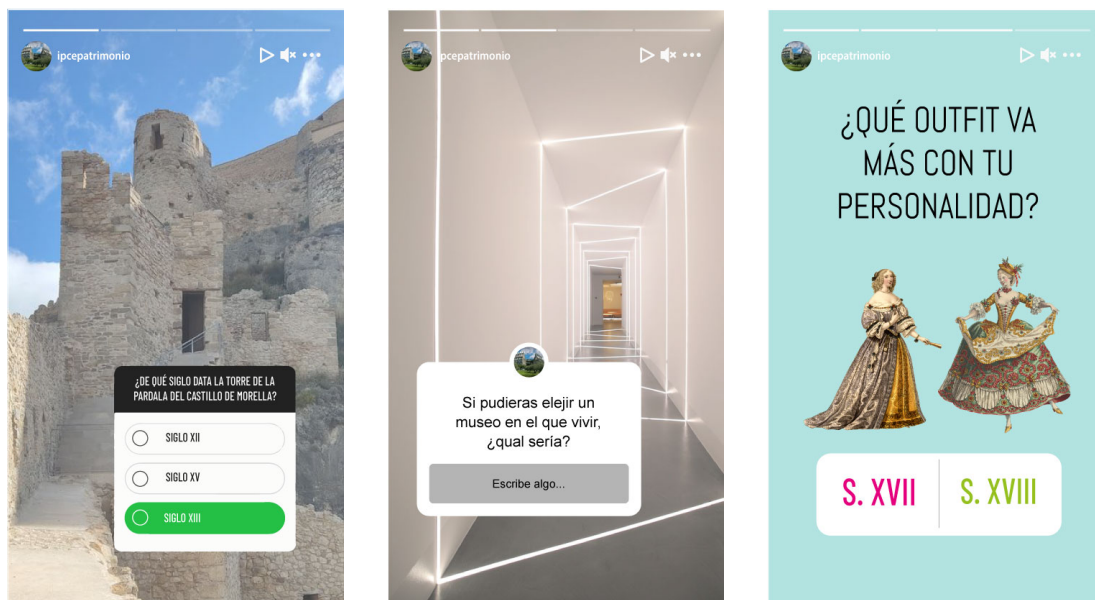 ipcepatrimonio
¿DE QUÉ SIGLO DATA LA TORRE DE LA
PARDALA DEL CASTILLO DE MORELLA?
SIGLO XII
SIGLO XV
SIGLO XIII
pcepatrimonio
Si pudieras elejir un
museo en el que vivir,
¿qual sería?
Escribe algo...
ipcepatrimonio
¿QUÉ OUTFIT VA
MÁS CON TU
PERSONALIDAD?
S. XVII
S. XVIII